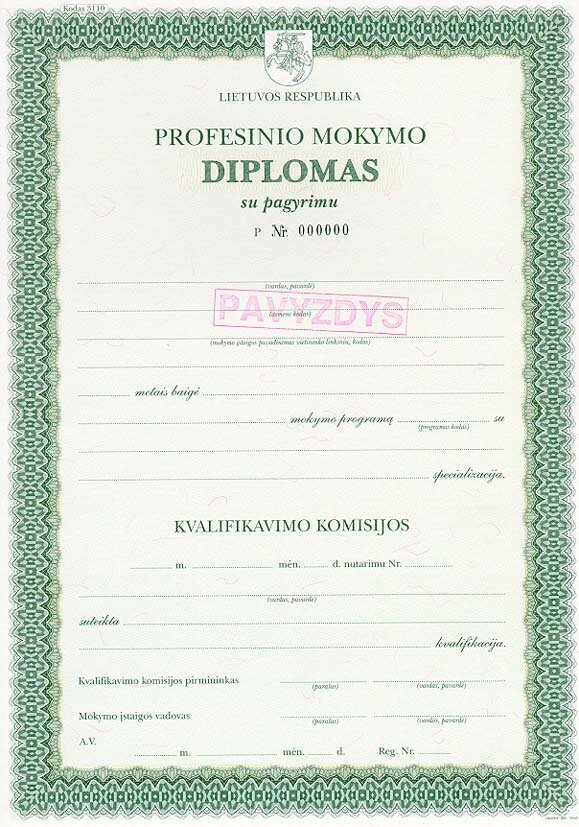 Kodas 3110
LIETUVOS RESPUBLIKA
PROFESINIO MOKYMO
DIPLOMAS
su pagyrimu
P Nr. 000000
(vardas, pavardė)
PAVYZDYS
(asmens kodas)
(mokymo įstaigos pavadinimas vietininko linksniu, kodas)
metais baigė
mokymo programą su
(programos kodas)
specializacija.
KVALIFIKAVIMO KOMISIJOS
m. mėn. d. nutarimu Nr.
(vardas, pavardė)
suteikta
kvalifikacija.
Kvalifikavimo komisijos pirmininkas
(parašas) (vardas, pavardė)
Mokymo įstaigos vadovas
(parašas) (vardas, pavardė)
A.V.
m. mėn. d. Reg. Nr.